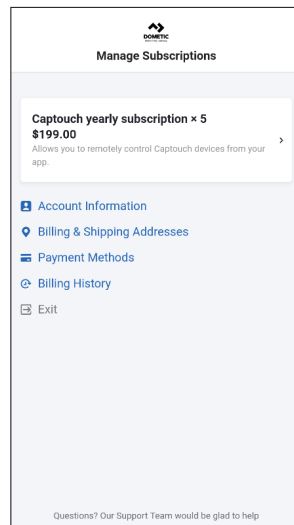 DOMETIC
Manage Subscriptions
Captouch yearly subscription × 5
$199.00
Allows you to remotely control Captouch devices from your
app.
Account Information
Billing & Shipping Addresses
Payment Methods
Billing History
Exit
Questions? Our Support Team would be glad to help